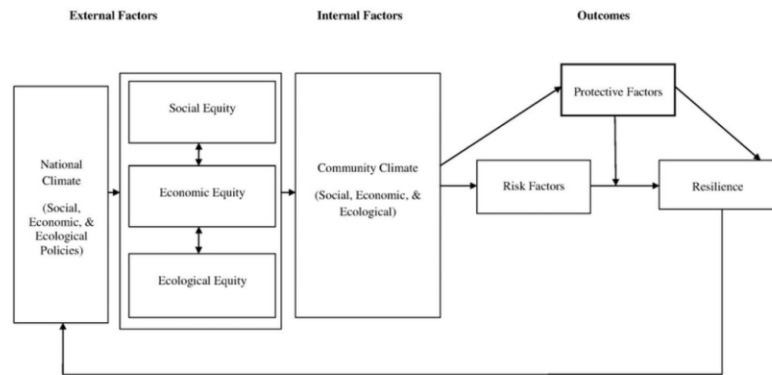 External Factors
Internal Factors
Outcomes
National
Climate
(Social,
Economic, &
Ecological
Policies)
Social Equity
Economic Equity
Ecological Equity
Community Climate
(Social, Economic, &
Ecological)
Protective Factors
Risk Factors
Resilience